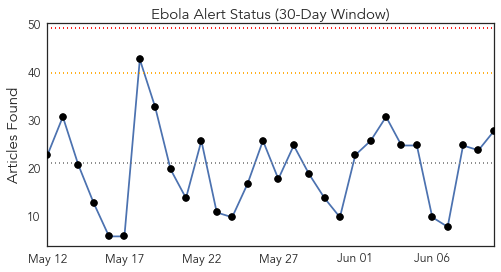 Ebola Alert Status (30-Day Window)
Articles Found
50
40
30
20
10
May 12 May 17 May 22 May 27 Jun 01 Jun 06